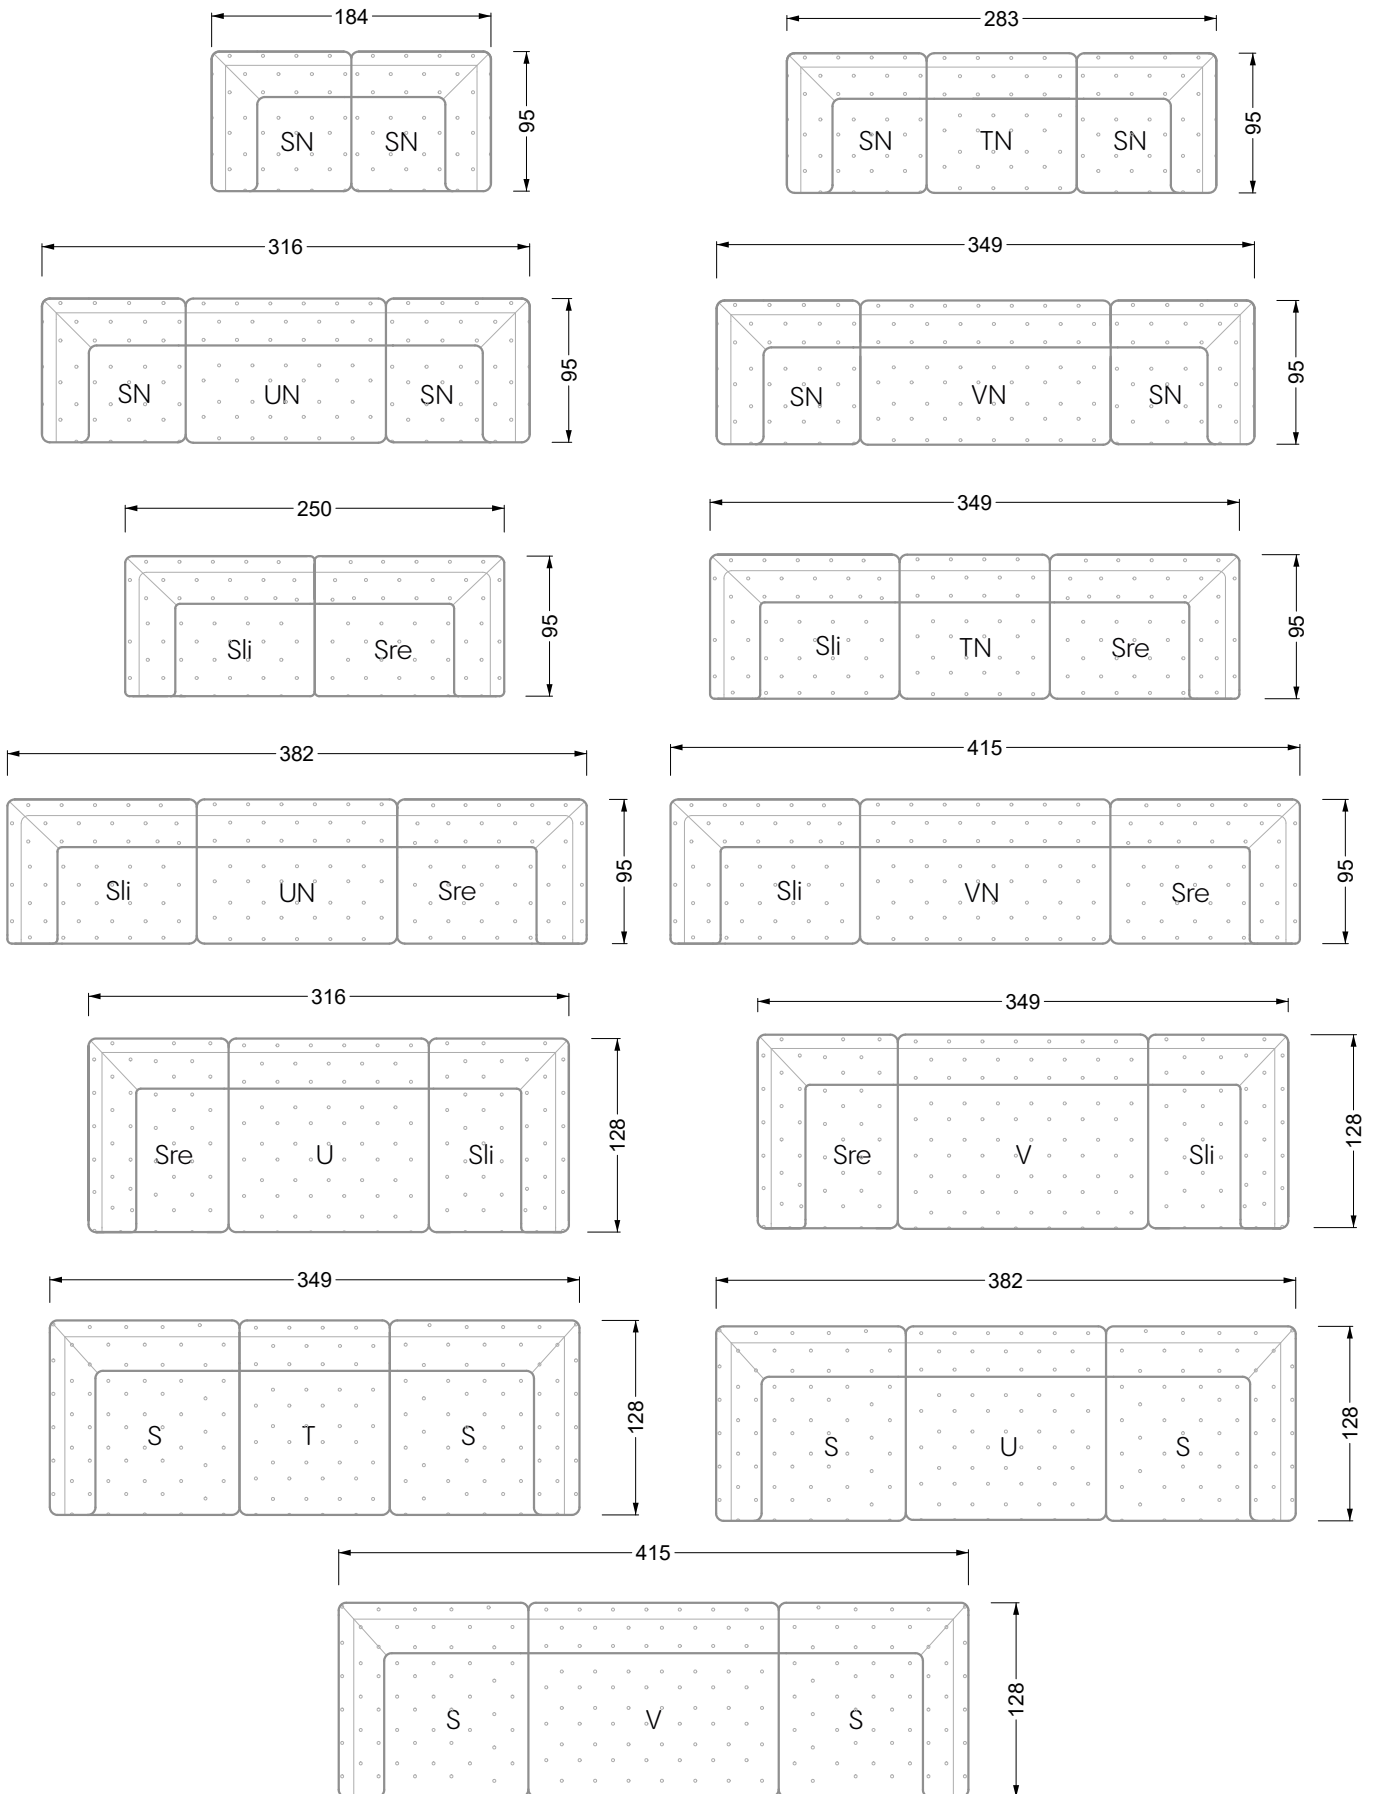 184
283
SN SN
95
SN TN SN
95
316
349
SN UN SN
95
SN VN SN
95
250
349
Sli Sre
95
Sli TN Sre
95
382
415
Sli UN Sre
95
Sli VN Sre
95
316
349
Sre U Sli
128
Sre V Sli
128
349
382
S T S
128
S U S
128
415
S V S
128